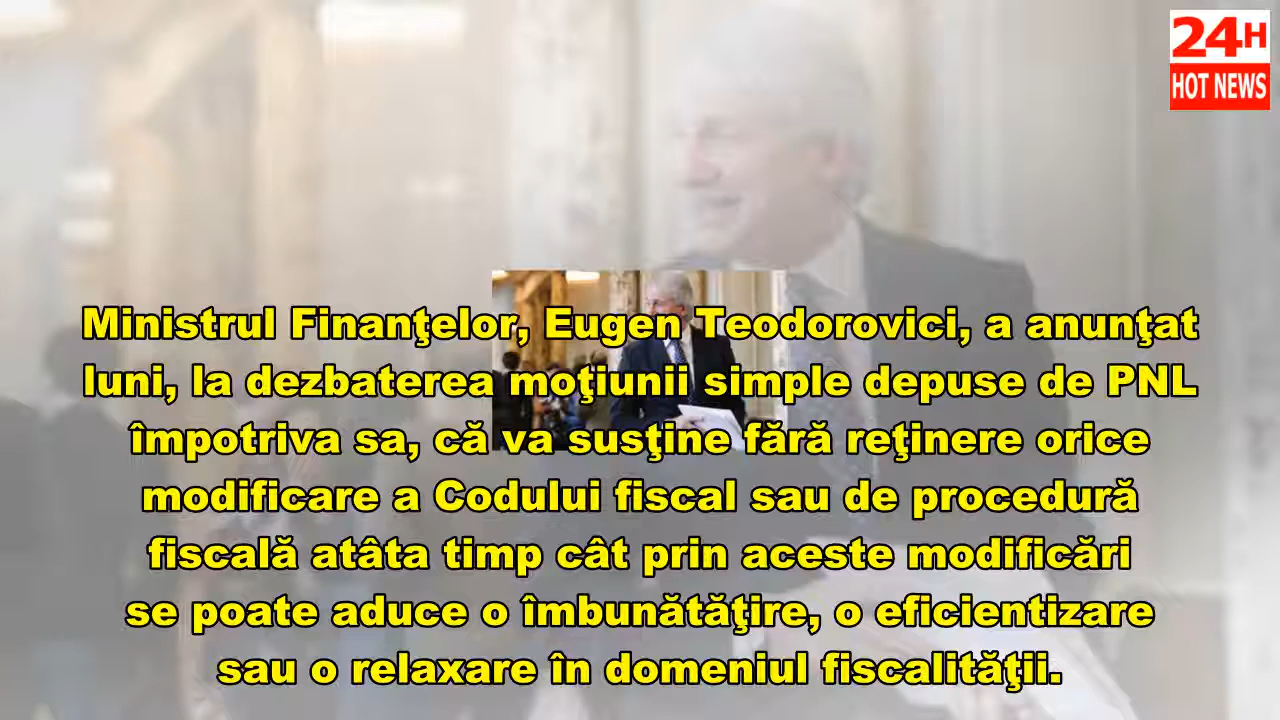 24H
HOT NEWS
Ministrul Finanţelor, Eugen Teodorovici, a anunţat
luni, la dezbaterea moţiunii simple depuse de PNL
împotriva sa, că va susţine fără reţinere orice
modificare a Codului fiscal sau de procedură
fiscală atâta timp cât prin aceste modificări
se poate aduce o îmbunătăţire, o eficientizare
sau o relaxare în domeniul fiscalităţii.